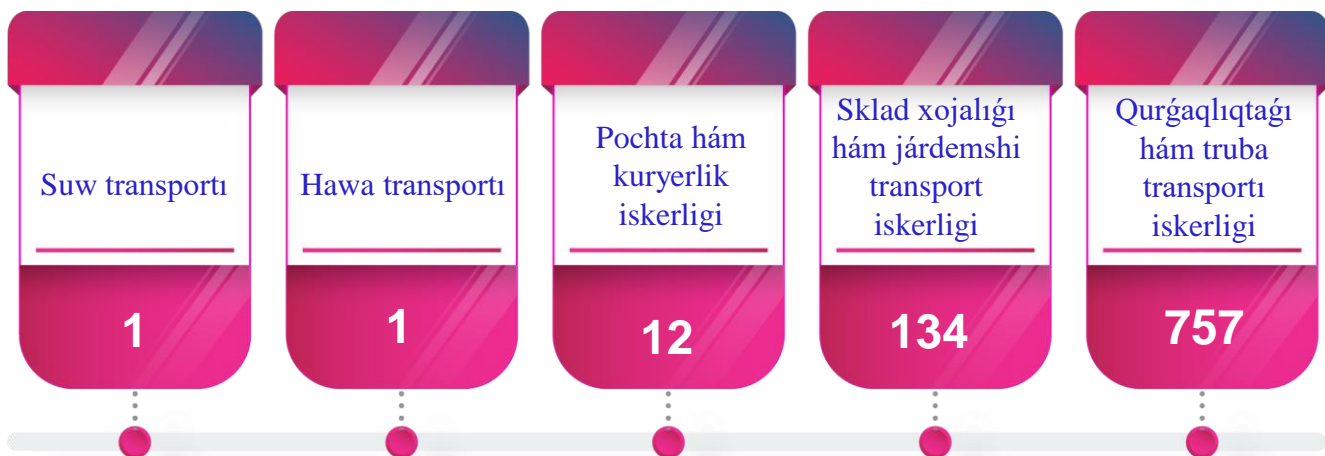 Suw transportı
1
Hawa transportı
1
Pochta hám
kuryerlik
iskerligi
12
Sklad xojalıǵı
hám járdemshi
transport
iskerligi
134
Qurǵaqlıqtaǵı
hám truba
transportı
iskerligi
757